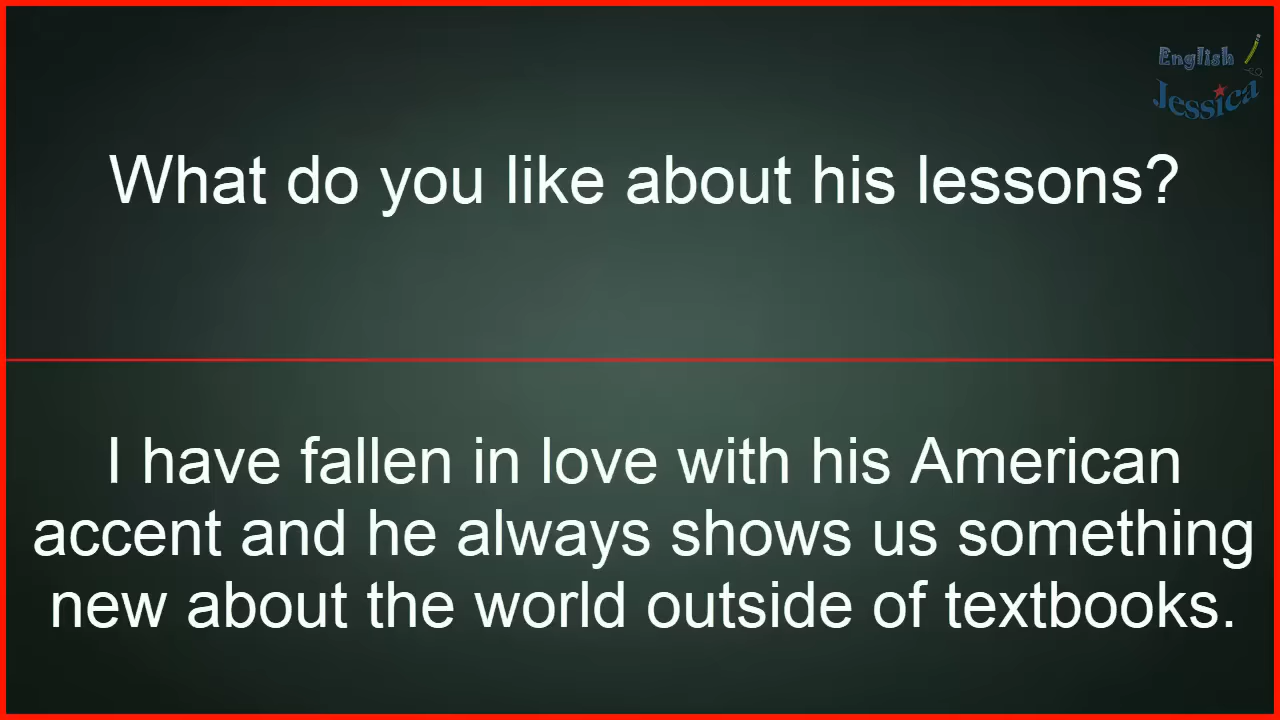 English
Jessica
What do you like about his lessons?
I have fallen in love with his American
accent and he always shows us something
new about the world outside of textbooks.